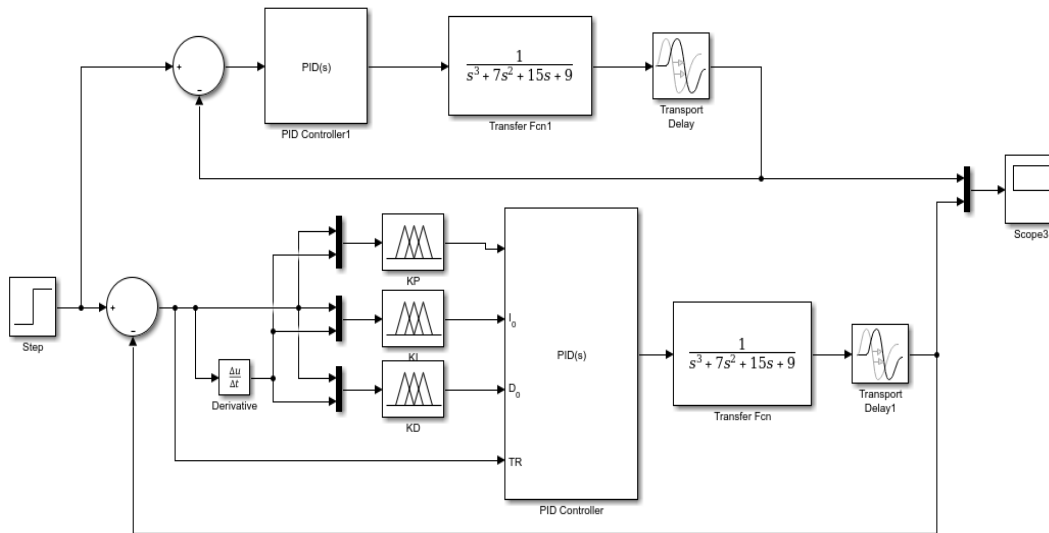 +
−
PID(s)
PID Controller1
1
s³ + 7s² + 15s + 9
Transfer Fcn1
Transport
Delay
Scope3
KP
Step
+
−
Δu
Δt
Derivative
KI
KD
I₀
D₀
TR
PID(s)
PID Controller
1
s³ + 7s² + 15s + 9
Transfer Fcn
Transport
Delay1